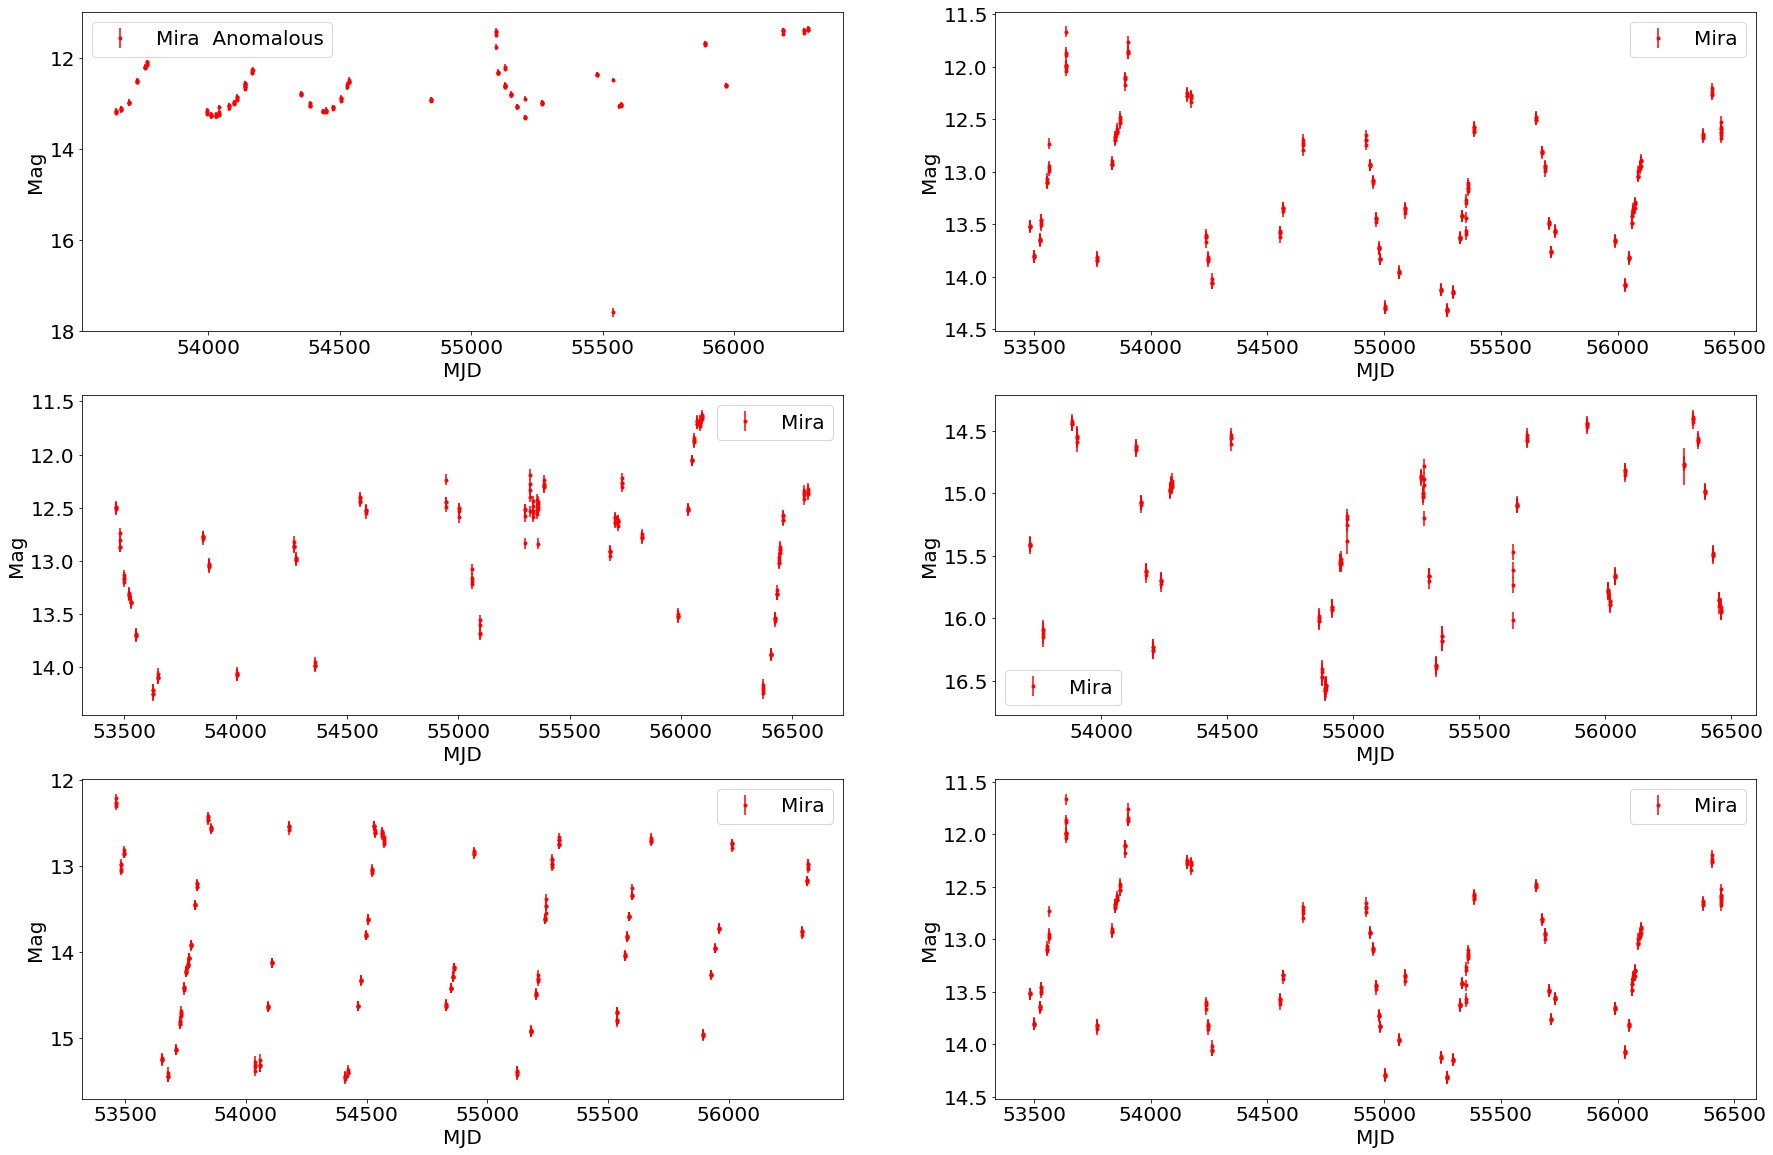 Mira  Anomalous
12
14
16
18
Mag
54000 54500 55000 55500 56000
MJD
Mira
11.5
12.0
12.5
13.0
13.5
14.0
14.5
Mag
53500 54000 54500 55000 55500 56000 56500
MJD
Mira
11.5
12.0
12.5
13.0
13.5
14.0
Mag
53500 54000 54500 55000 55500 56000 56500
MJD
Mira
14.5
15.0
15.5
16.0
16.5
Mag
54000 54500 55000 55500 56000 56500
MJD
Mira
12
13
14
15
Mag
53500 54000 54500 55000 55500 56000
MJD
Mira
11.5
12.0
12.5
13.0
13.5
14.0
14.5
Mag
53500 54000 54500 55000 55500 56000 56500
MJD